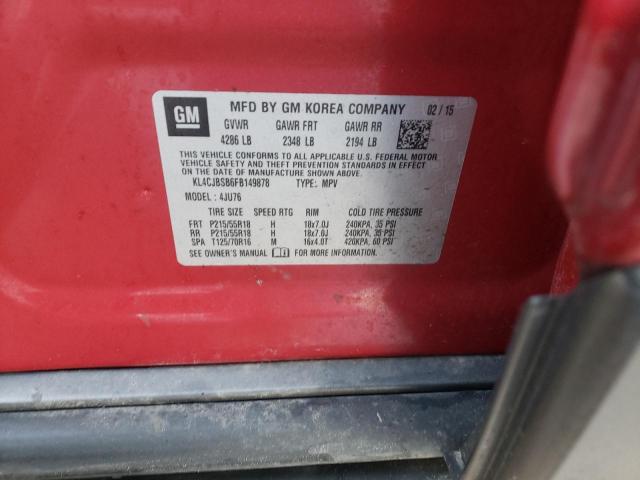 GM MFD BY GM KOREA COMPANY 02/15
GVWR GAWR FRT GAWR RR
4286 LB 2348 LB 2194 LB
THIS VEHICLE CONFORMS TO ALL APPLICABLE U.S. FEDERAL MOTOR
VEHICLE SAFETY AND THEFT PREVENTION STANDARDS IN EFFECT
ON THE DATE OF MANUFACTURE SHOWN ABOVE.
KL4CJBSB6FB149878 TYPE: MPV
MODEL: 4JU76
TIRE SIZE SPEED RTG RIM COLD TIRE PRESSURE
FRT P215/55R18 H 18x7.0J 240KPA, 35 PSI
RR P215/55R18 H 18x7.0J 240KPA, 35 PSI
SPA T125/70R16 M 16x4.0T 420KPA, 60 PSI
SEE OWNER'S MANUAL FOR MORE INFORMATION.